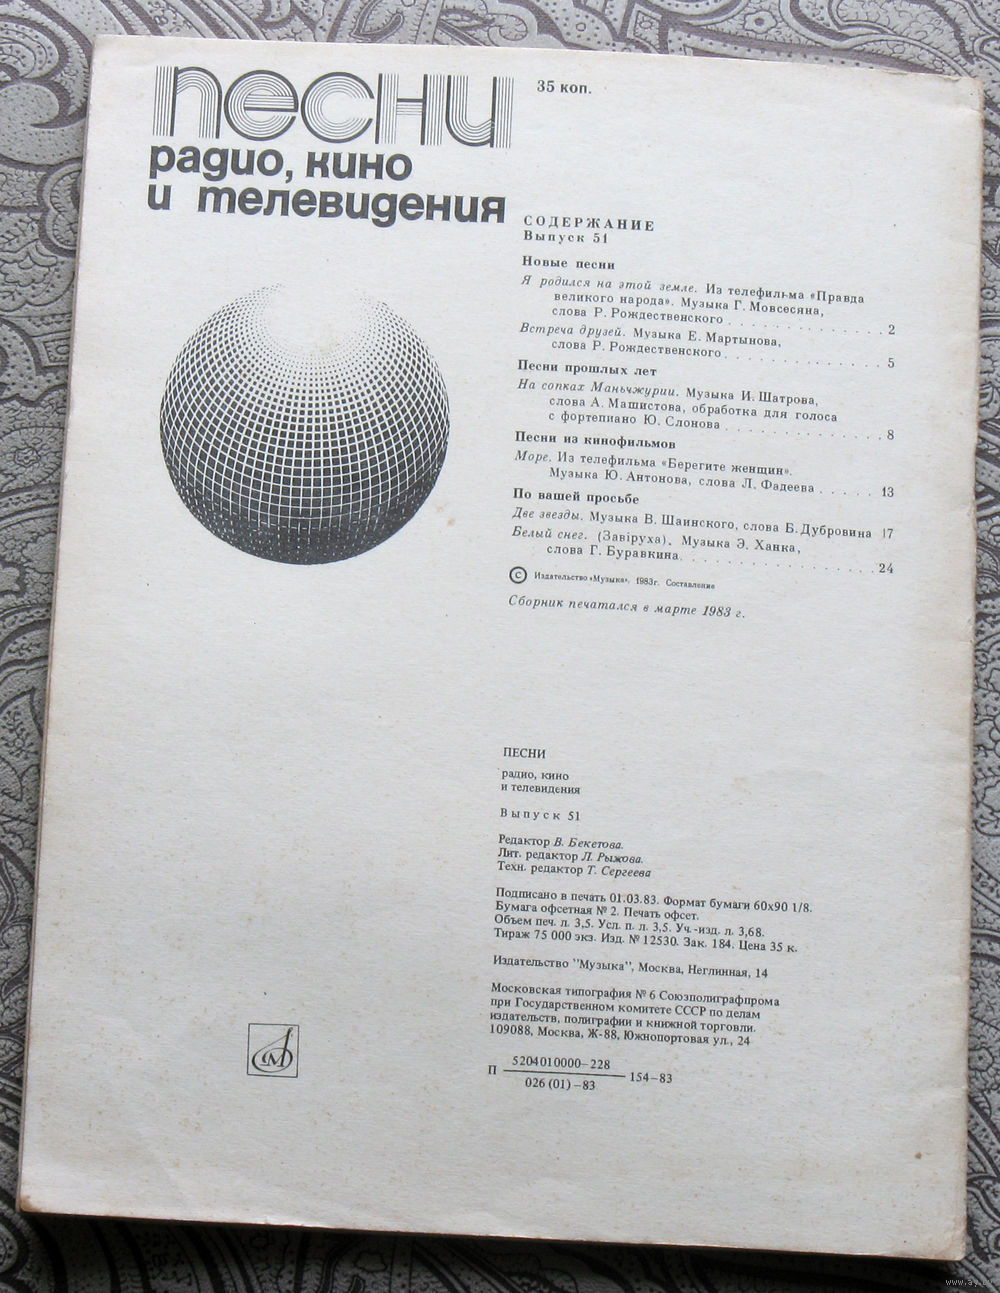 песни
радио, кино
и телевидения
35 коп.
СОДЕРЖАНИЕ
Выпуск 51
Новые песни
Я родился на этой земле. Из телефильма «Правда
великого народа». Музыка Г. Мовсесяна,
слова Р. Рождественского . . . . . . . . . . . . . . 2
Встреча друзей. Музыка Е. Мартынова,
слова Р. Рождественского. . . . . . . . . . . . . . 5
Песни прошлых лет
На сопках Маньчжурии. Музыка И. Шатрова,
слова А. Машистова, обработка для голоса
с фортепиано Ю. Слонова . . . . . . . . . . . . . . 8
Песни из кинофильмов
Море. Из телефильма «Берегите женщин».
Музыка Ю. Антонова, слова Л. Фадеева . . . . . 13
По вашей просьбе
Две звезды. Музыка В. Шаинского, слова Б. Дубровина 17
Белый снег. (Завіруха). Музыка Э. Ханка,
слова Г. Буравкина. . . . . . . . . . . . . . . . . 24
© Издательство «Музыка», 1983г. Составление
Сборник печатался в марте 1983 г.
ПЕСНИ
радио, кино
и телевидения
Выпуск 51
Редактор В. Бекетова.
Лит. редактор Л. Рыжова.
Техн. редактор Т. Сергеева
Подписано в печать 01.03.83. Формат бумаги 60х90 1/8.
Бумага офсетная № 2. Печать офсет.
Объем печ. л. 3,5. Усл. п. л. 3,5. Уч.-изд. л. 3,68.
Тираж 75 000 экз. Изд. № 12530. Зак. 184. Цена 35 к.
Издательство "Музыка", Москва, Неглинная, 14
Московская типография № 6 Союзполиграфпрома
при Государственном комитете СССР по делам
издательств, полиграфии и книжной торговли.
109088, Москва, Ж-88, Южнопортовая ул., 24
5204010000-228
П 154-83
026 (01) -83